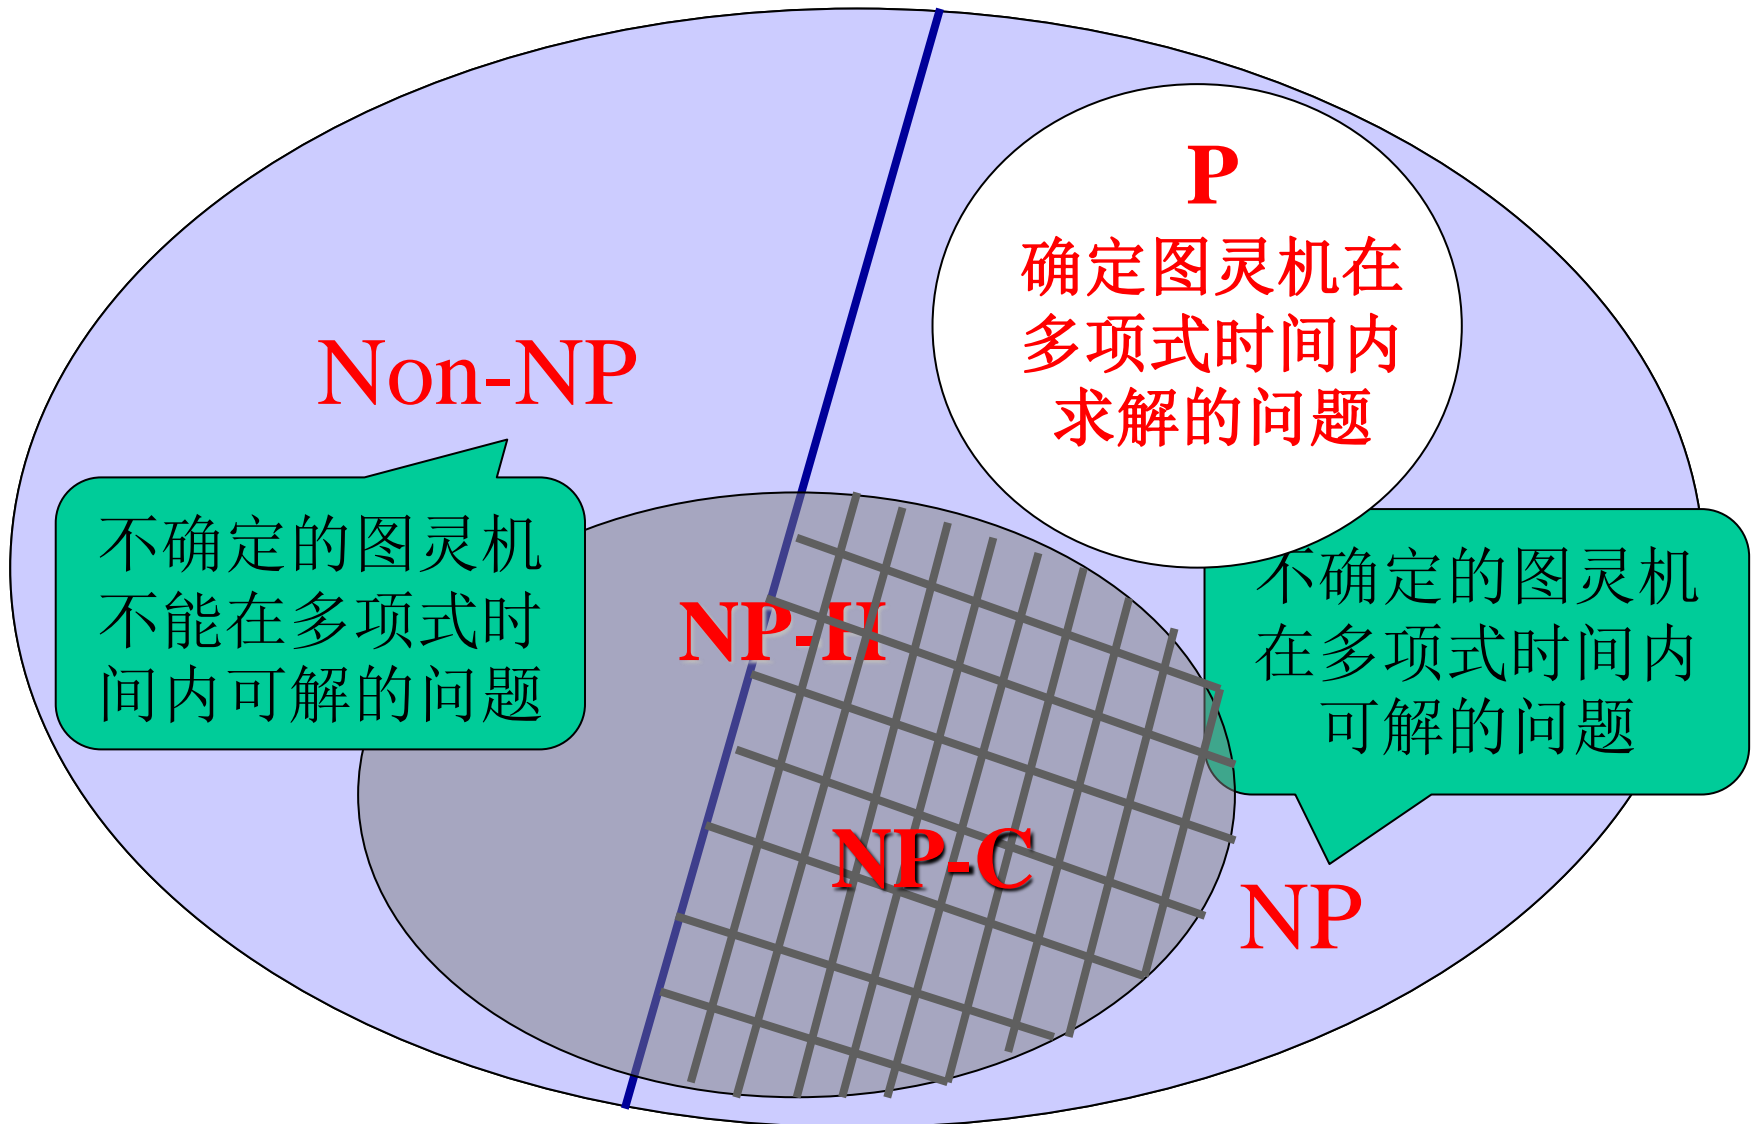 P
确定图灵机在
多项式时间内
求解的问题
Non-NP
不确定的图灵机
不能在多项式时
间内可解的问题
不确定的图灵机
在多项式时间内
可解的问题
NP-H
NP-C
NP